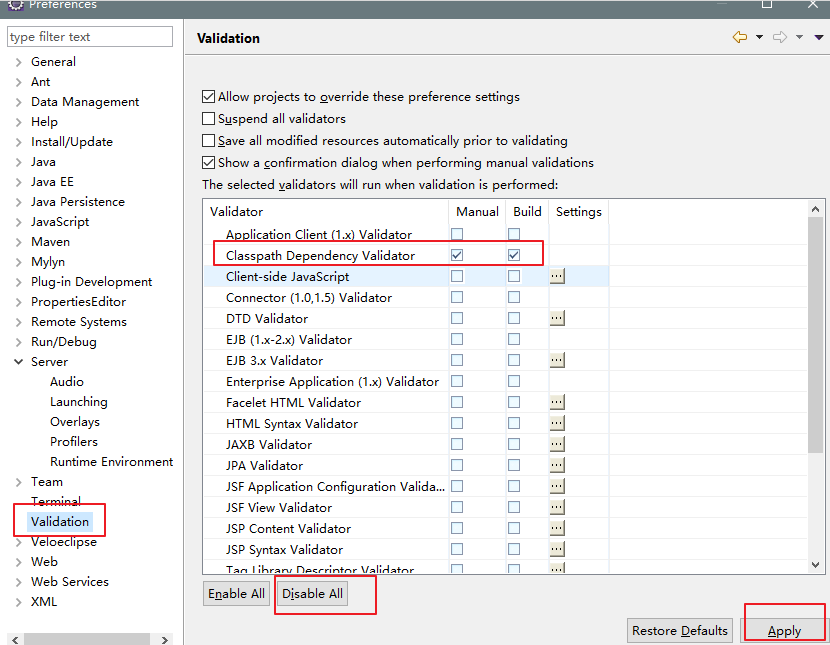 Preferences
type filter text
General
Ant
Data Management
Help
Install/Update
Java
Java EE
Java Persistence
JavaScript
Maven
Mylyn
Plug-in Development
PropertiesEditor
Remote Systems
Run/Debug
Server
Audio
Launching
Overlays
Profilers
Runtime Environment
Team
Terminal
Validation
Veloeclipse
Web
Web Services
XML
Validation
Allow projects to override these preference settings
Suspend all validators
Save all modified resources automatically prior to validating
Show a confirmation dialog when performing manual validations
The selected validators will run when validation is performed:
Validator Manual Build Settings
Application Client (1.x) Validator
Classpath Dependency Validator
Client-side JavaScript ...
Connector (1.0,1.5) Validator
DTD Validator ...
EJB (1.x-2.x) Validator
EJB 3.x Validator ...
Enterprise Application (1.x) Validator
Facelet HTML Validator ...
HTML Syntax Validator ...
JAXB Validator ...
JPA Validator ...
JSF Application Configuration Valida... ...
JSF View Validator ...
JSP Content Validator ...
JSP Syntax Validator ...
Tag Library Descriptor Validator ...
Enable All Disable All
Restore Defaults Apply